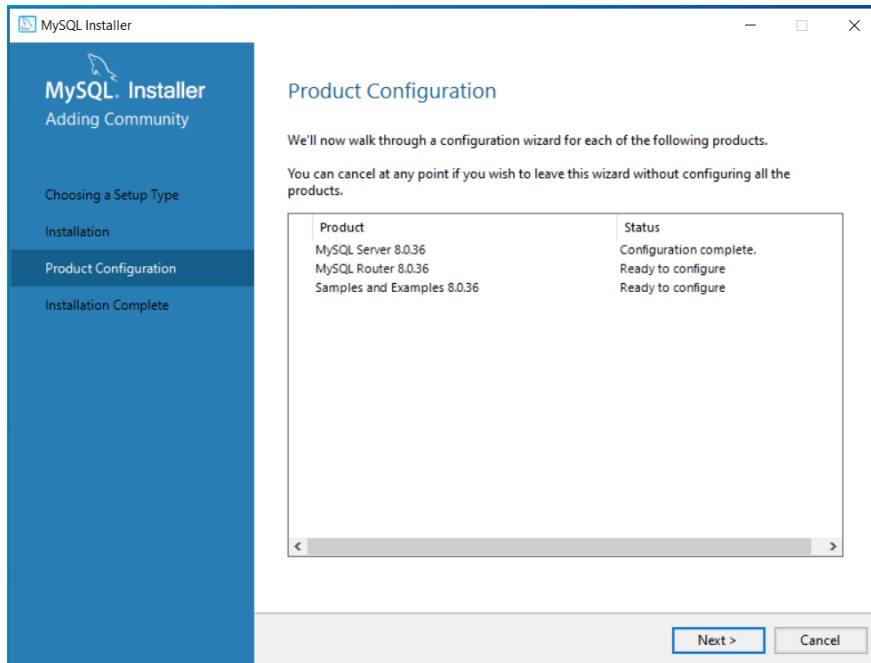 MySQL Installer
MySQL. Installer
Adding Community
Choosing a Setup Type
Installation
Product Configuration
Installation Complete
Product Configuration
We'll now walk through a configuration wizard for each of the following products.
You can cancel at any point if you wish to leave this wizard without configuring all the
products.
Product Status
MySQL Server 8.0.36 Configuration complete.
MySQL Router 8.0.36 Ready to configure
Samples and Examples 8.0.36 Ready to configure
Next > Cancel